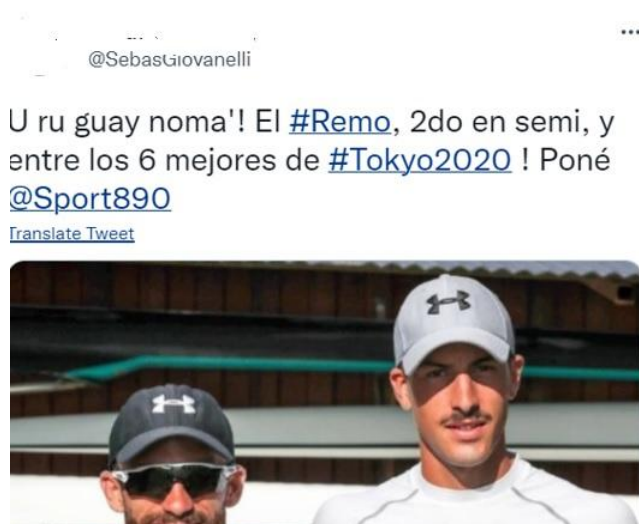 @SebasGiovanelli
U ru guay noma'! El #Remo, 2do en semi, y
entre los 6 mejores de #Tokyo2020 ! Poné
@Sport890
Translate Tweet